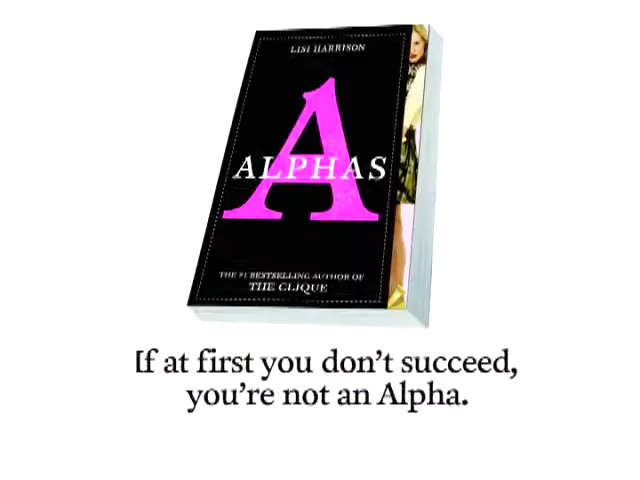 LISI HARRISON
A
ALPHAS
THE #1 BESTSELLING AUTHOR OF
THE CLIQUE
If at first you don't succeed,
you're not an Alpha.